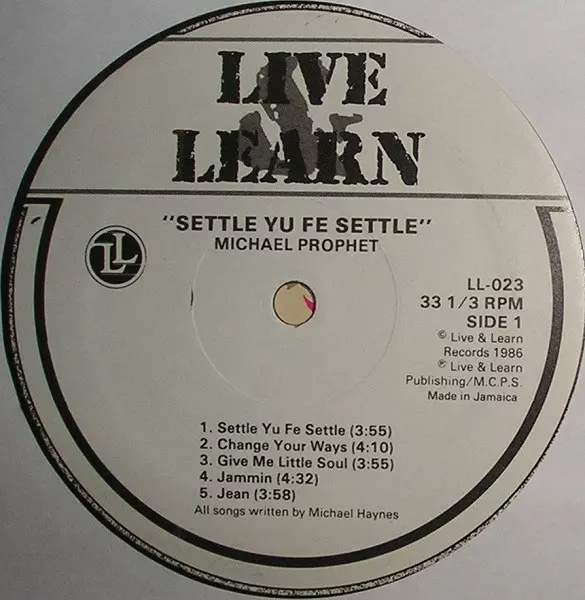 LIVE
&
LEARN
"SETTLE YU FE SETTLE"
MICHAEL PROPHET
LL
LL-023
33 1/3 RPM
SIDE 1
© Live & Learn
Records 1986
℗ Live & Learn
Publishing/M.C.P.S.
Made in Jamaica
1. Settle Yu Fe Settle (3:55)
2. Change Your Ways (4:10)
3. Give Me Little Soul (3:55)
4. Jammin (4:32)
5. Jean (3:58)
All songs written by Michael Haynes